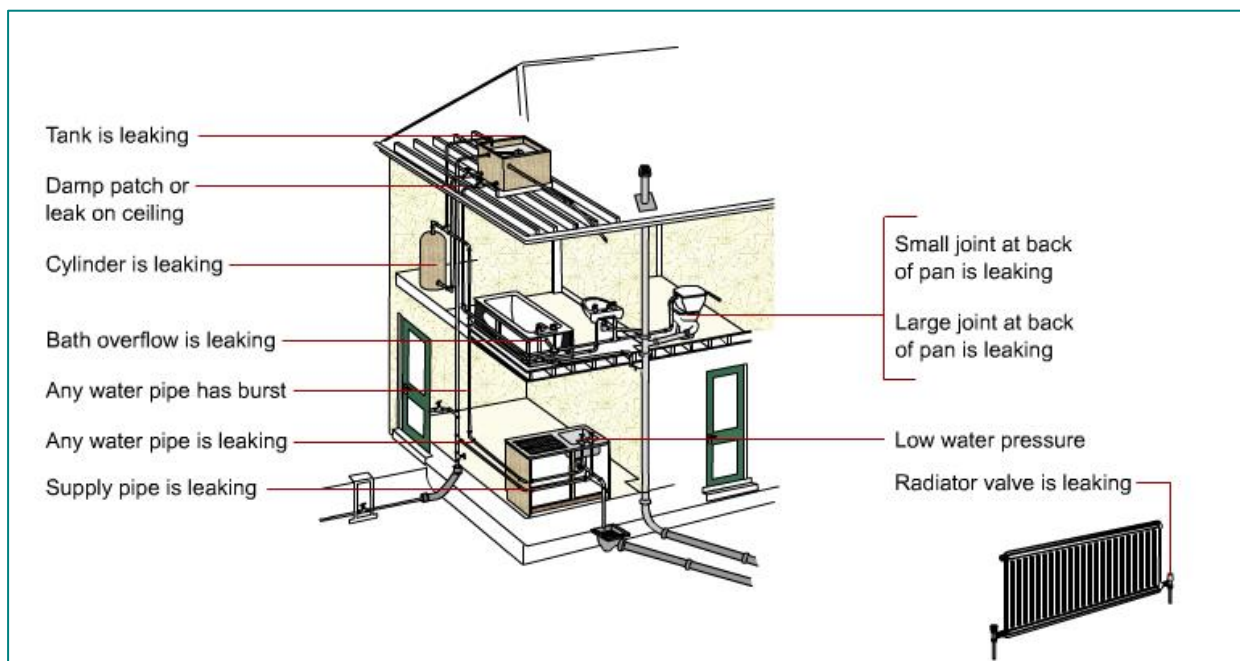 Tank is leaking
Damp patch or
leak on ceiling
Cylinder is leaking
Bath overflow is leaking
Any water pipe has burst
Any water pipe is leaking
Supply pipe is leaking
Small joint at back
of pan is leaking
Large joint at back
of pan is leaking
Low water pressure
Radiator valve is leaking